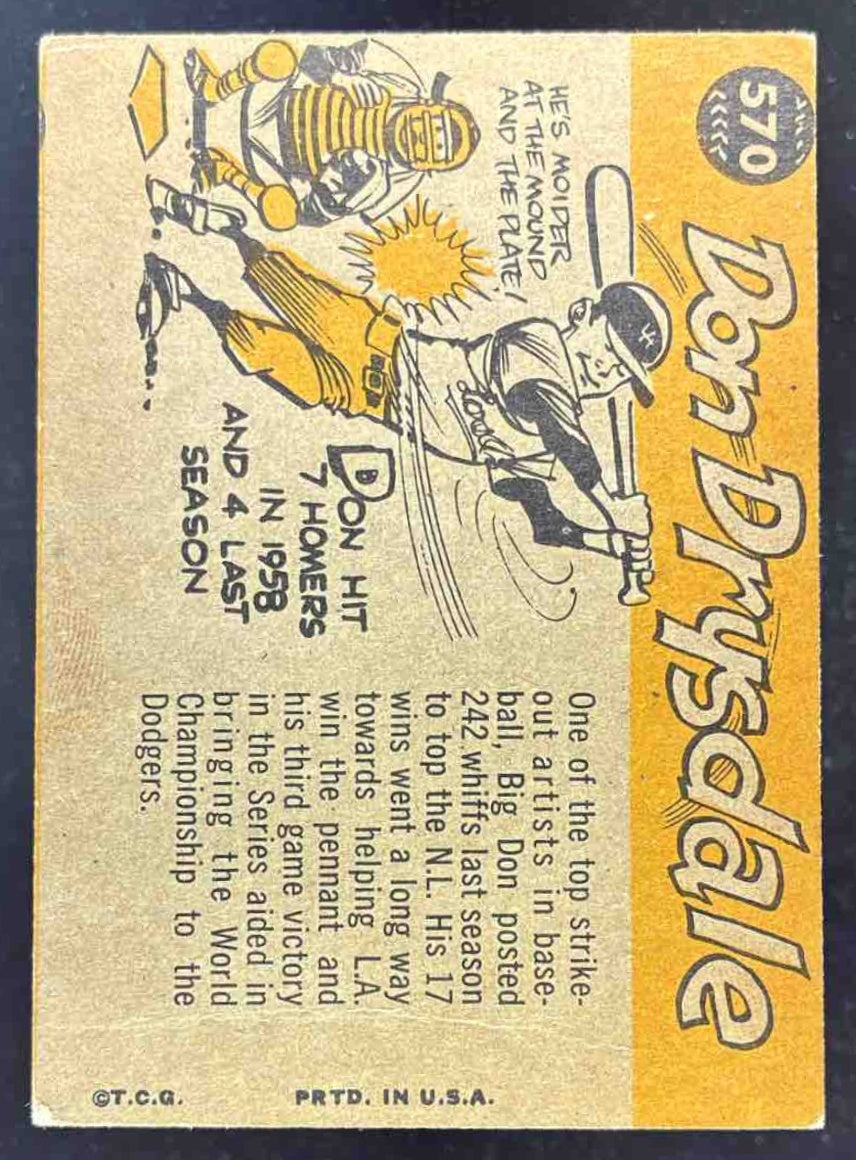 570
Don Drysdale
HE'S MOIDER
AT THE MOUND
AND THE PLATE!
DON HIT
7 HOMERS
IN 1958
AND 4 LAST
SEASON
One of the top strike-
out artists in base-
ball, Big Don posted
242 whiffs last season
to top the N.L. His 17
wins went a long way
towards helping L.A.
win the pennant and
his third game victory
in the Series aided in
bringing the World
Championship to the
Dodgers.
©T.C.G.
PRTD. IN U.S.A.